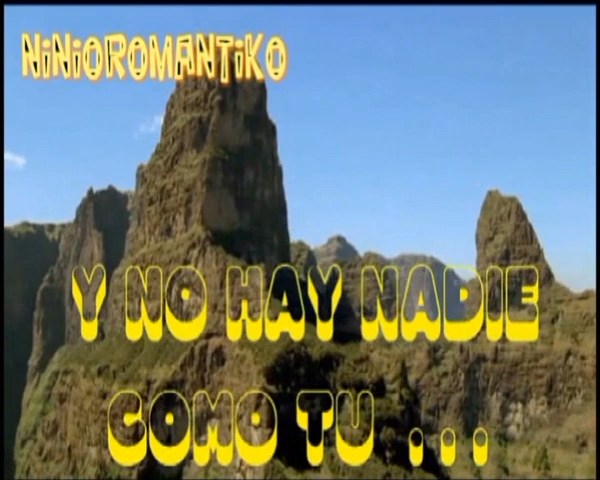 NiNiOROMANTiKO
Y NO HAY NADIE
COMO TU . . .